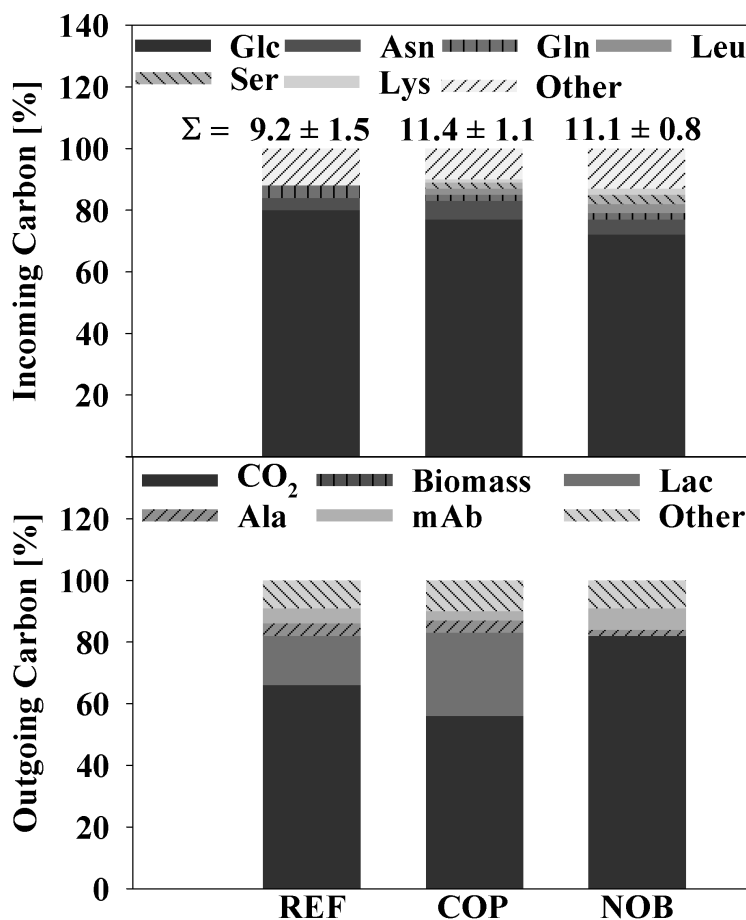 140
Glc Asn Gln Leu
120
Ser Lys Other
Σ = 9.2 ± 1.5 11.4 ± 1.1 11.1 ± 0.8
100
80
60
40
20
Incoming Carbon [%]
CO2 Biomass Lac
120
Ala mAb Other
100
80
60
40
20
0
Outgoing Carbon [%]
REF COP NOB